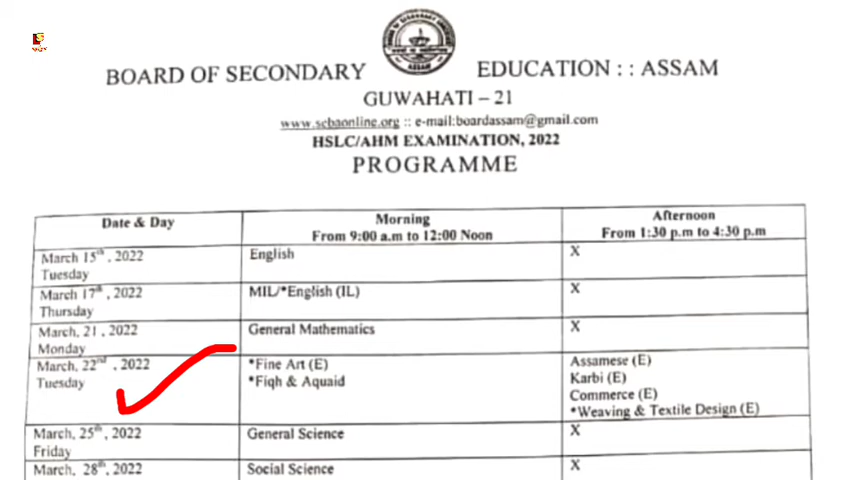 BOARD OF SECONDARY EDUCATION : : ASSAM
GUWAHATI – 21
www.sebaonline.org :: e-mail:boardassam@gmail.com
HSLC/AHM EXAMINATION, 2022
PROGRAMME
Date & Day
Morning
From 9:00 a.m to 12:00 Noon
Afternoon
From 1:30 p.m to 4:30 p.m
March 15th, 2022
Tuesday
English
X
March 17th, 2022
Thursday
MIL/*English (IL)
X
March, 21, 2022
Monday
General Mathematics
X
March, 22nd, 2022
Tuesday
*Fine Art (E)
*Fiqh & Aquaid
Assamese (E)
Karbi (E)
Commerce (E)
*Weaving & Textile Design (E)
March, 25th, 2022
Friday
General Science
X
March, 28th, 2022
Social Science
X